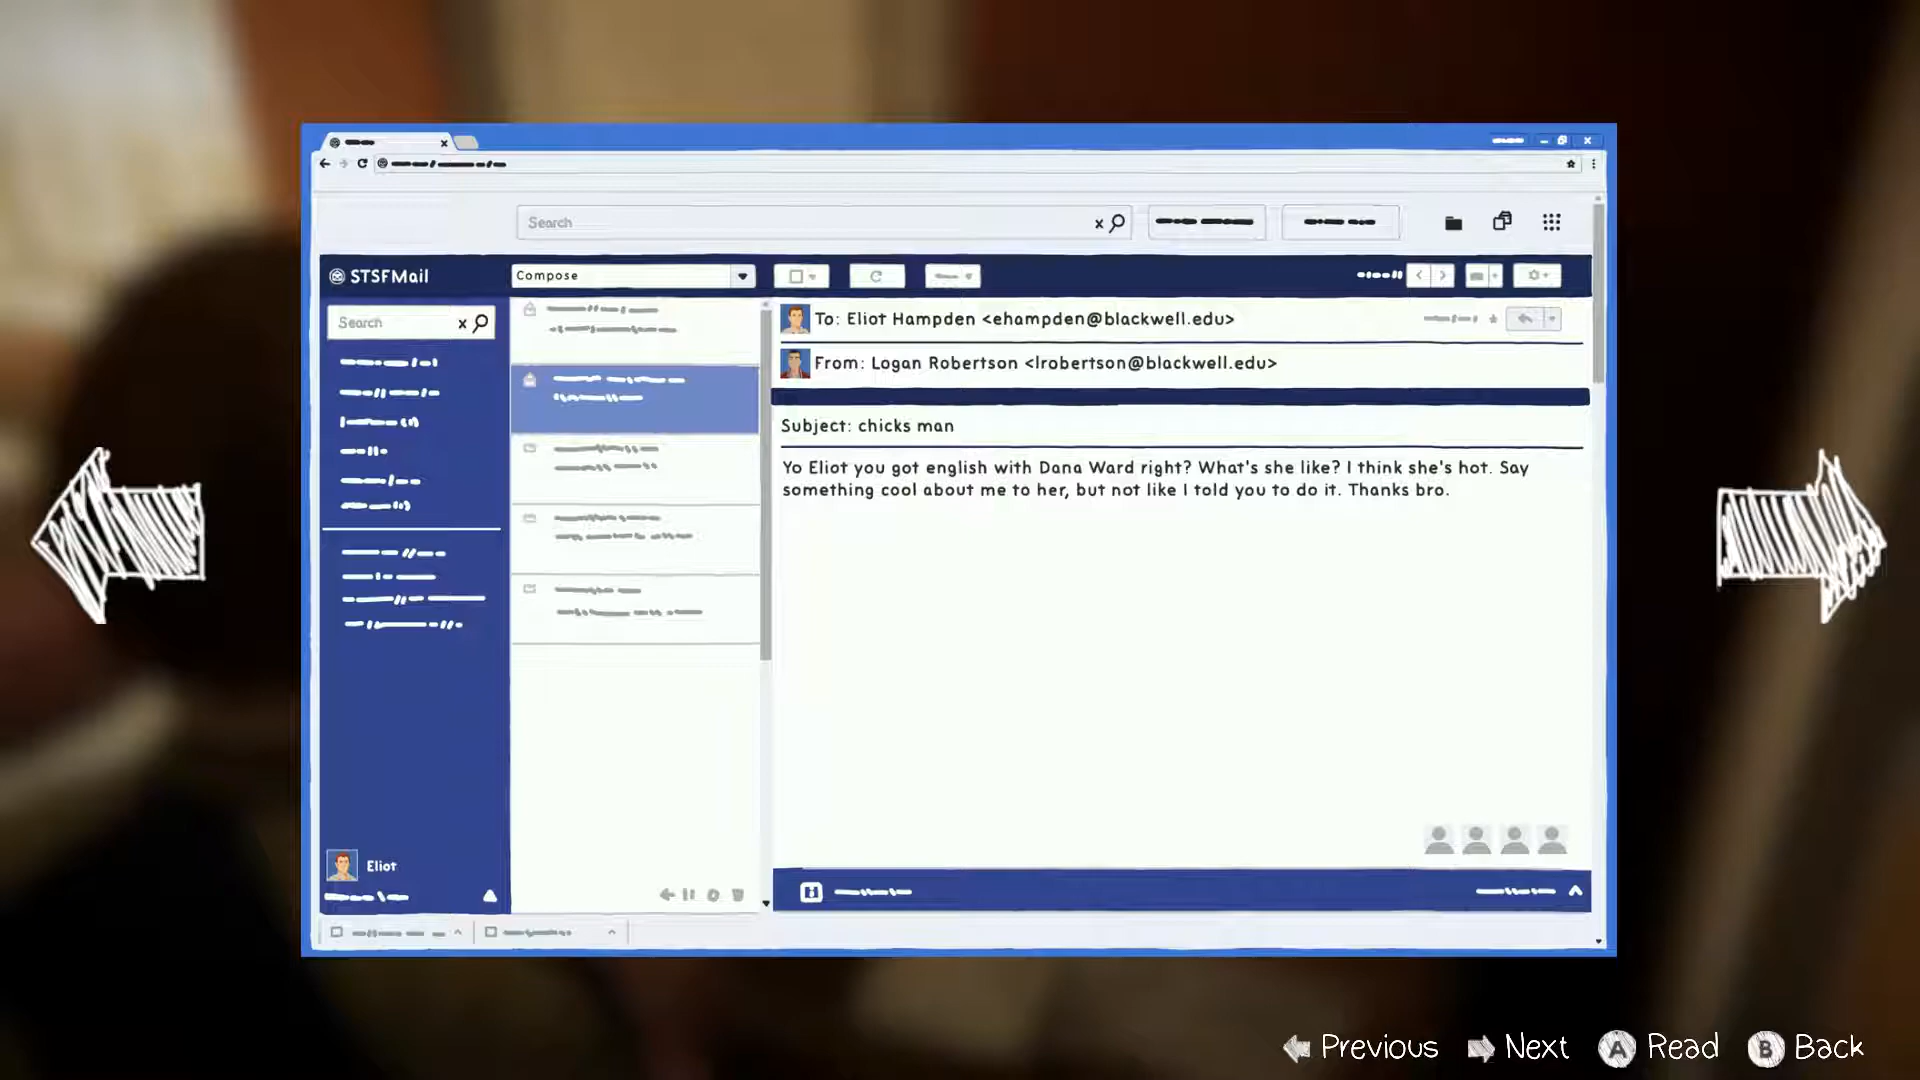 Search
STSFMail
Compose
Search
To: Eliot Hampden <ehampden@blackwell.edu>
From: Logan Robertson <lrobertson@blackwell.edu>
Subject: chicks man
Yo Eliot you got english with Dana Ward right? What's she like? I think she's hot. Say
something cool about me to her, but not like I told you to do it. Thanks bro.
Eliot
Previous Next A Read B Back